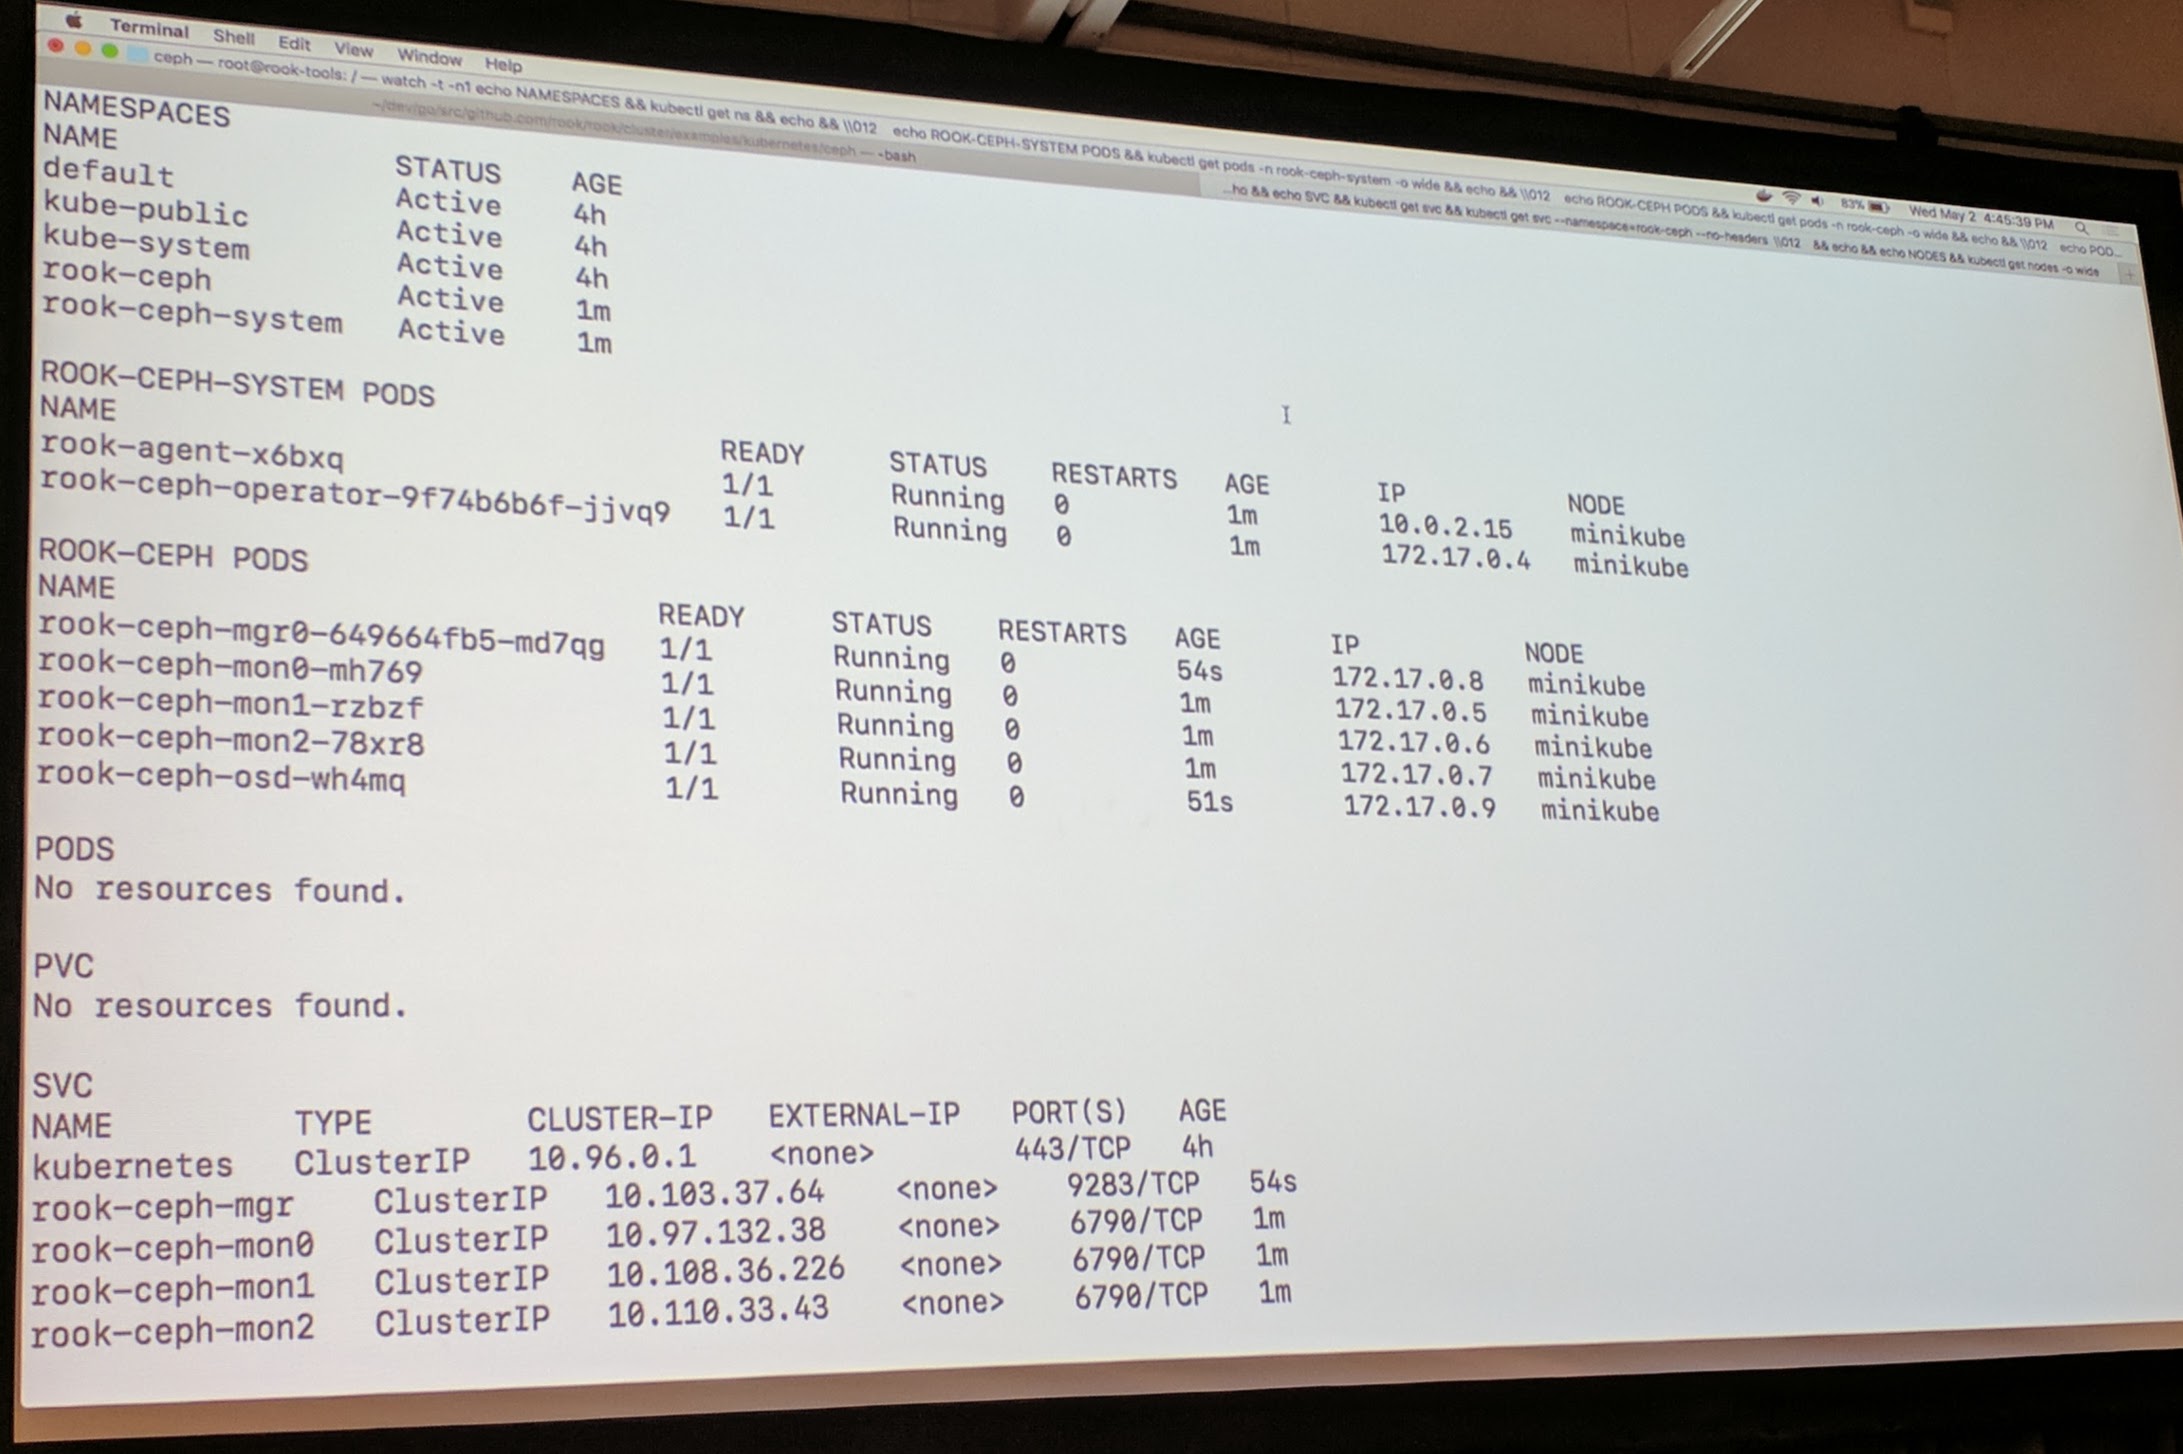 Terminal Shell Edit View Window Help 83% Wed May 2 4:45:39 PM
ceph — root@rook-tools: / — watch -t -n1 echo NAMESPACES && kubectl get ns && echo && \\012 echo ROOK-CEPH-SYSTEM PODS && kubectl get pods -n rook-ceph-system -o wide && echo && \\012 echo ROOK-CEPH PODS && kubectl get pods -n rook-ceph -o wide && echo && \\012 echo POD...
~/dev/go/src/github.com/rook/rook/cluster/examples/kubernetes/ceph — -bash
...ho && echo SVC && kubectl get svc && kubectl get svc --namespace=rook-ceph --no-headers \\012 && echo && echo NODES && kubectl get nodes -o wide
NAMESPACES
NAME STATUS AGE
default Active 4h
kube-public Active 4h
kube-system Active 4h
rook-ceph Active 1m
rook-ceph-system Active 1m
ROOK-CEPH-SYSTEM PODS
NAME READY STATUS RESTARTS AGE IP NODE
rook-agent-x6bxq 1/1 Running 0 1m 10.0.2.15 minikube
rook-ceph-operator-9f74b6b6f-jjvq9 1/1 Running 0 1m 172.17.0.4 minikube
ROOK-CEPH PODS
NAME READY STATUS RESTARTS AGE IP NODE
rook-ceph-mgr0-649664fb5-md7qg 1/1 Running 0 54s 172.17.0.8 minikube
rook-ceph-mon0-mh769 1/1 Running 0 1m 172.17.0.5 minikube
rook-ceph-mon1-rzbzf 1/1 Running 0 1m 172.17.0.6 minikube
rook-ceph-mon2-78xr8 1/1 Running 0 1m 172.17.0.7 minikube
rook-ceph-osd-wh4mq 1/1 Running 0 51s 172.17.0.9 minikube
PODS
No resources found.
PVC
No resources found.
SVC
NAME TYPE CLUSTER-IP EXTERNAL-IP PORT(S) AGE
kubernetes ClusterIP 10.96.0.1 <none> 443/TCP 4h
rook-ceph-mgr ClusterIP 10.103.37.64 <none> 9283/TCP 54s
rook-ceph-mon0 ClusterIP 10.97.132.38 <none> 6790/TCP 1m
rook-ceph-mon1 ClusterIP 10.108.36.226 <none> 6790/TCP 1m
rook-ceph-mon2 ClusterIP 10.110.33.43 <none> 6790/TCP 1m